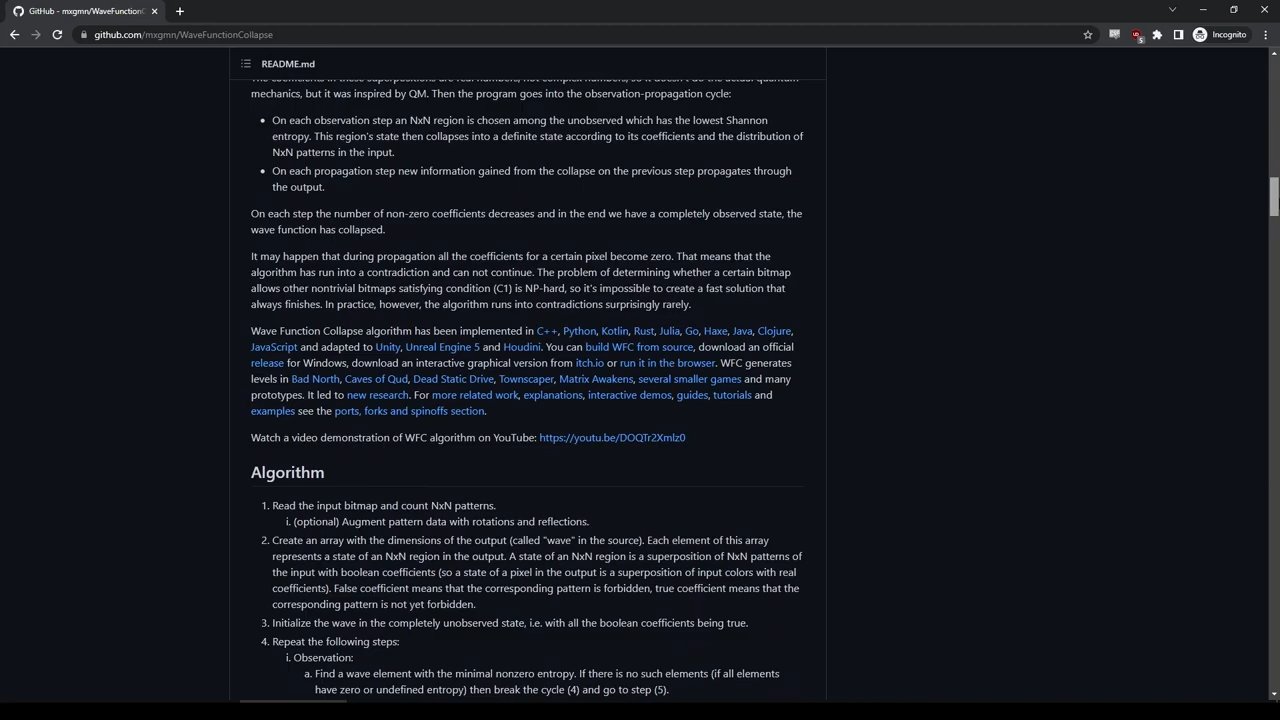 GitHub - mxgmn/WaveFunctionC
github.com/mxgmn/WaveFunctionCollapse
5
Incognito
README.md
The coefficients in these superpositions are real numbers, not complex numbers, so it doesn't do the actual quantum
mechanics, but it was inspired by QM. Then the program goes into the observation-propagation cycle:
• On each observation step an NxN region is chosen among the unobserved which has the lowest Shannon
entropy. This region's state then collapses into a definite state according to its coefficients and the distribution of
NxN patterns in the input.
• On each propagation step new information gained from the collapse on the previous step propagates through
the output.
On each step the number of non-zero coefficients decreases and in the end we have a completely observed state, the
wave function has collapsed.
It may happen that during propagation all the coefficients for a certain pixel become zero. That means that the
algorithm has run into a contradiction and can not continue. The problem of determining whether a certain bitmap
allows other nontrivial bitmaps satisfying condition (C1) is NP-hard, so it's impossible to create a fast solution that
always finishes. In practice, however, the algorithm runs into contradictions surprisingly rarely.
Wave Function Collapse algorithm has been implemented in C++, Python, Kotlin, Rust, Julia, Go, Haxe, Java, Clojure,
JavaScript and adapted to Unity, Unreal Engine 5 and Houdini. You can build WFC from source, download an official
release for Windows, download an interactive graphical version from itch.io or run it in the browser. WFC generates
levels in Bad North, Caves of Qud, Dead Static Drive, Townscaper, Matrix Awakens, several smaller games and many
prototypes. It led to new research. For more related work, explanations, interactive demos, guides, tutorials and
examples see the ports, forks and spinoffs section.
Watch a video demonstration of WFC algorithm on YouTube: https://youtu.be/DOQTr2Xmlz0
Algorithm
1. Read the input bitmap and count NxN patterns.
i. (optional) Augment pattern data with rotations and reflections.
2. Create an array with the dimensions of the output (called "wave" in the source). Each element of this array
represents a state of an NxN region in the output. A state of an NxN region is a superposition of NxN patterns of
the input with boolean coefficients (so a state of a pixel in the output is a superposition of input colors with real
coefficients). False coefficient means that the corresponding pattern is forbidden, true coefficient means that the
corresponding pattern is not yet forbidden.
3. Initialize the wave in the completely unobserved state, i.e. with all the boolean coefficients being true.
4. Repeat the following steps:
i. Observation:
a. Find a wave element with the minimal nonzero entropy. If there is no such elements (if all elements
have zero or undefined entropy) then break the cycle (4) and go to step (5).